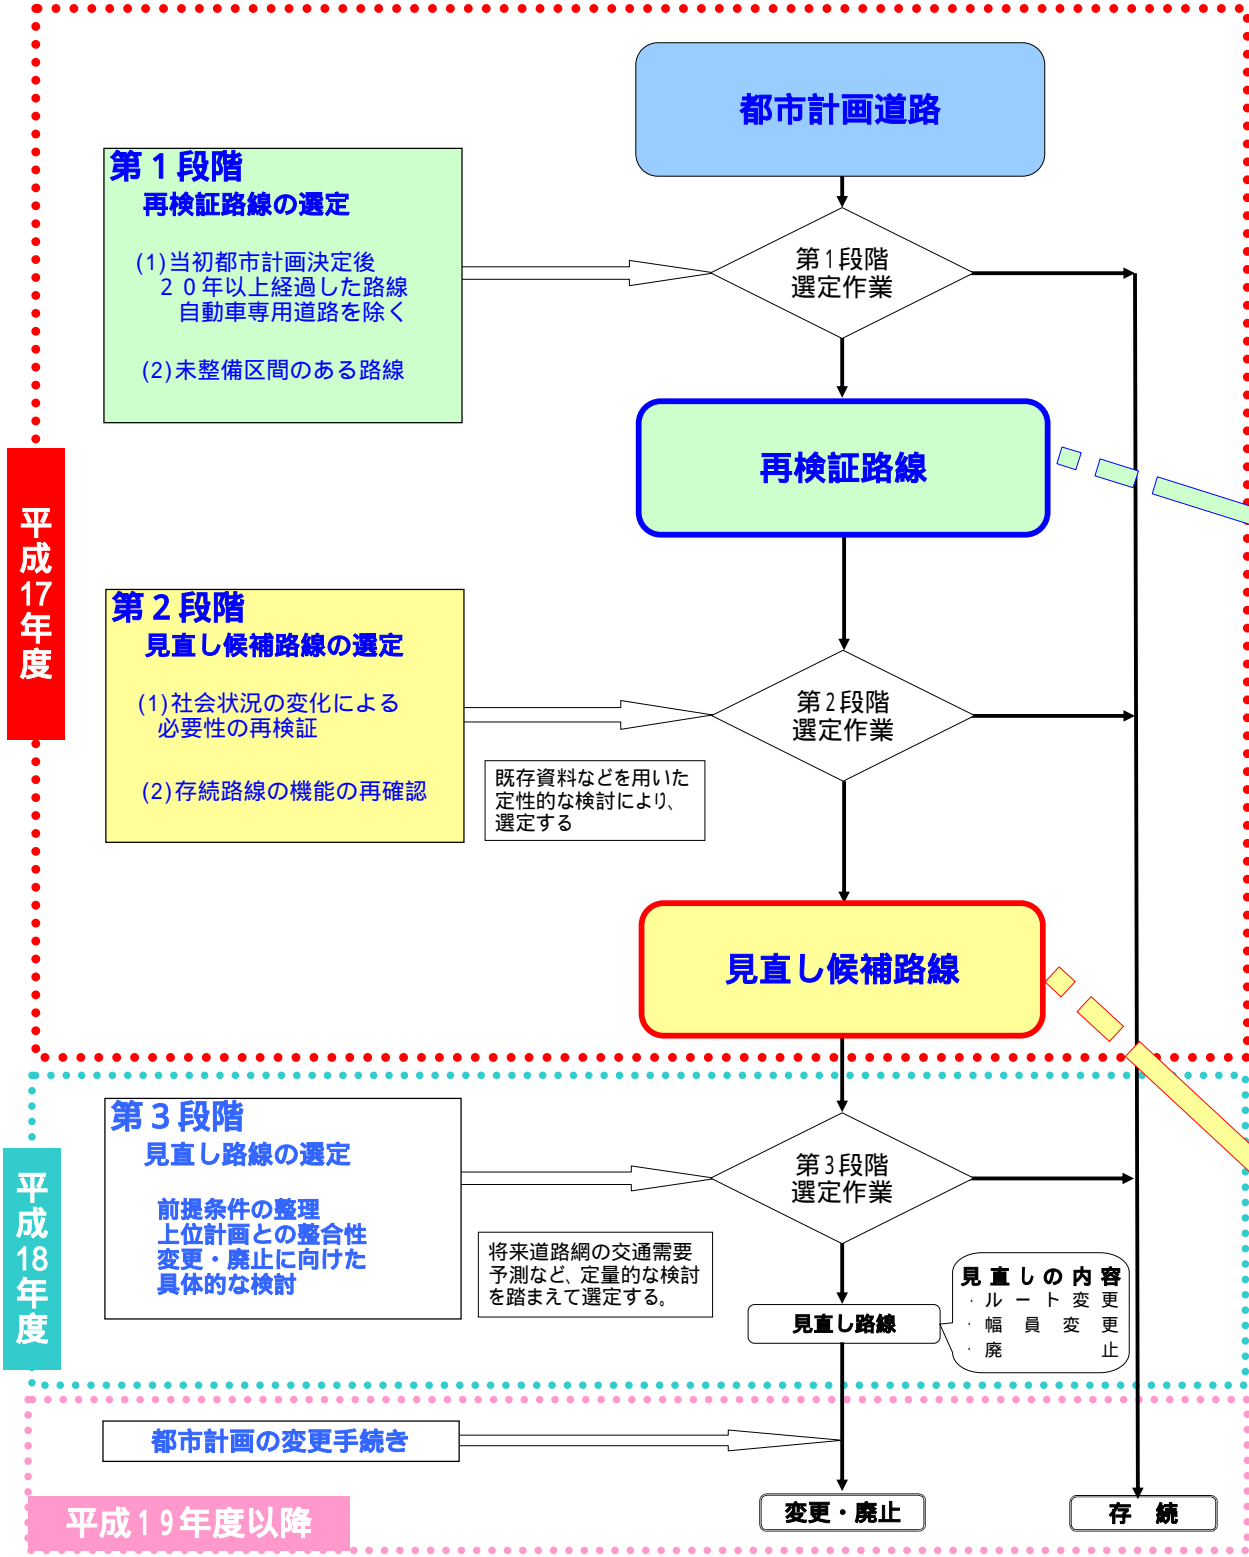 都市計画道路
第１段階
再検証路線の選定
(1)当初都市計画決定後
２０年以上経過した路線
自動車専用道路を除く
(2)未整備区間のある路線
第1段階
選定作業
再検証路線
平成17年度
第２段階
見直し候補路線の選定
(1)社会状況の変化による
必要性の再検証
(2)存続路線の機能の再確認
第2段階
選定作業
既存資料などを用いた
定性的な検討により、
選定する
見直し候補路線
平成18年度
第３段階
見直し路線の選定
前提条件の整理
上位計画との整合性
変更・廃止に向けた
具体的な検討
第3段階
選定作業
将来道路網の交通需要
予測など、定量的な検討
を踏まえて選定する。
見直し路線
見直しの内容
・ルート変更
・幅員変更
・廃止
都市計画の変更手続き
平成19年度以降
変更・廃止
存 続